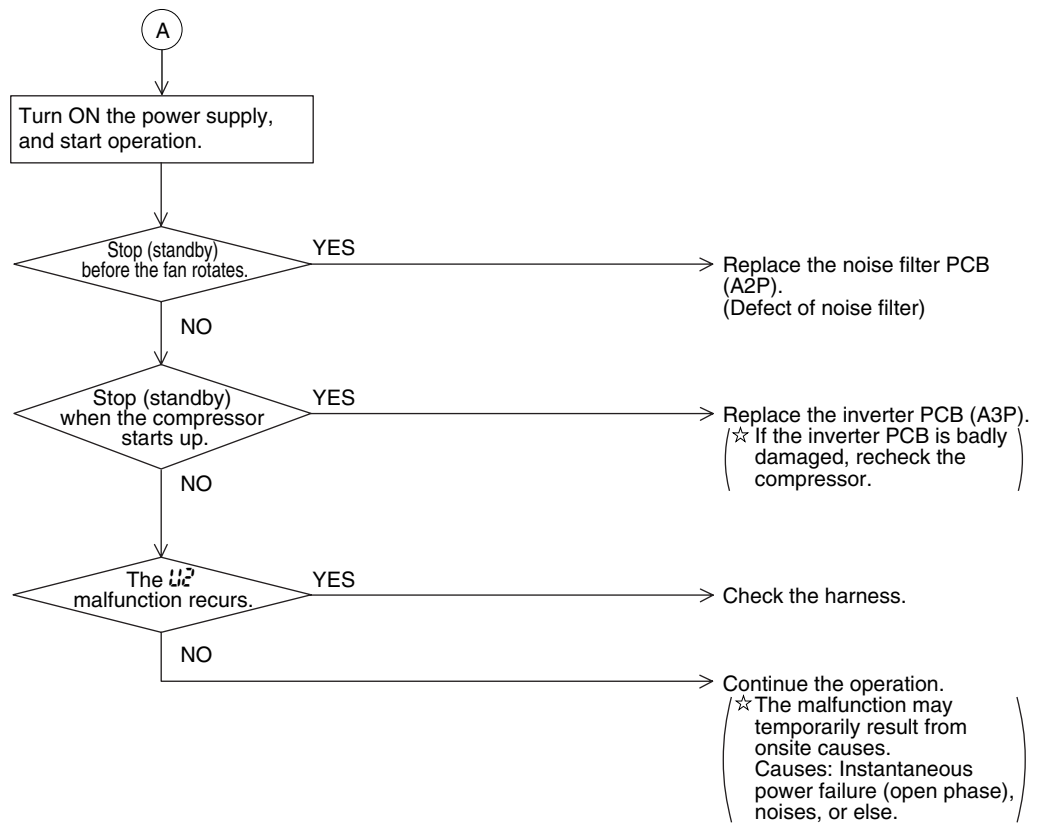 A
Turn ON the power supply,
and start operation.
Stop (standby)
before the fan rotates.
YES
Replace the noise filter PCB
(A2P).
(Defect of noise filter)
NO
Stop (standby)
when the compressor
starts up.
YES
Replace the inverter PCB (A3P).
☆ If the inverter PCB is badly
damaged, recheck the
compressor.
NO
The U2
malfunction recurs.
YES
Check the harness.
NO
Continue the operation.
☆ The malfunction may
temporarily result from
onsite causes.
Causes: Instantaneous
power failure (open phase),
noises, or else.